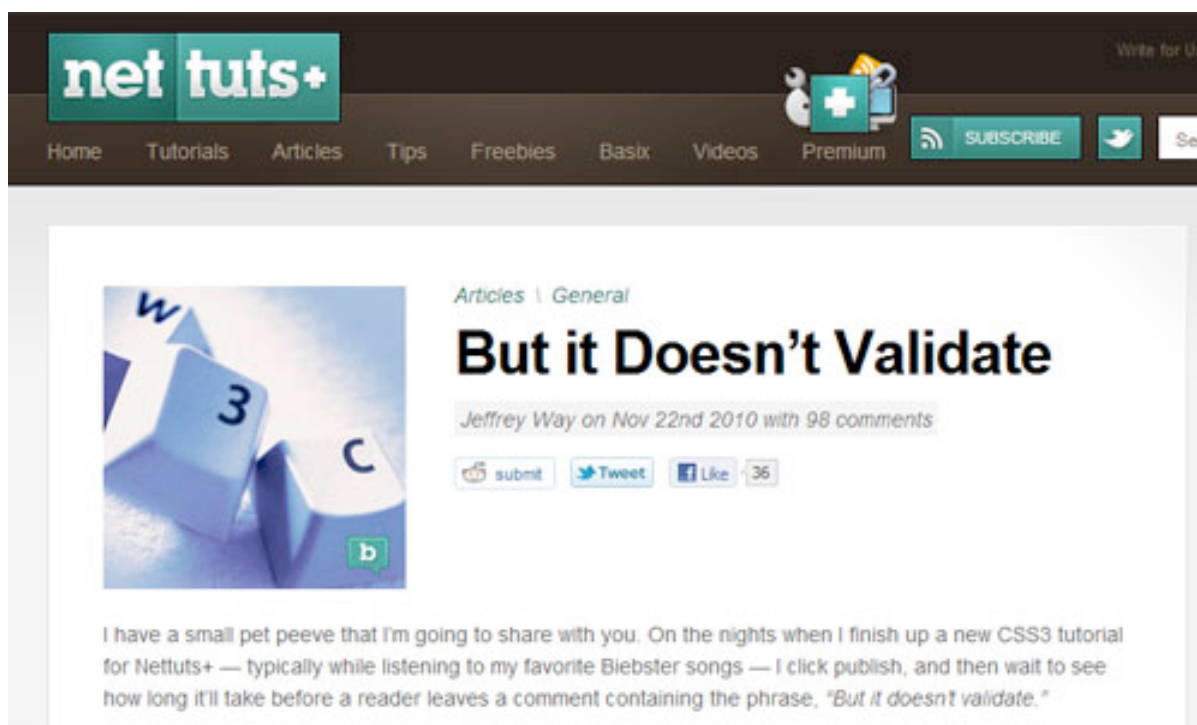 Write for U
net tuts+
Home Tutorials Articles Tips Freebies Basix Videos Premium SUBSCRIBE Se
W
3
C
b
Articles \ General
But it Doesn't Validate
Jeffrey Way on Nov 22nd 2010 with 98 comments
submit Tweet Like 36
I have a small pet peeve that I'm going to share with you. On the nights when I finish up a new CSS3 tutorial
for Nettuts+ — typically while listening to my favorite Biebster songs — I click publish, and then wait to see
how long it'll take before a reader leaves a comment containing the phrase, "But it doesn't validate."